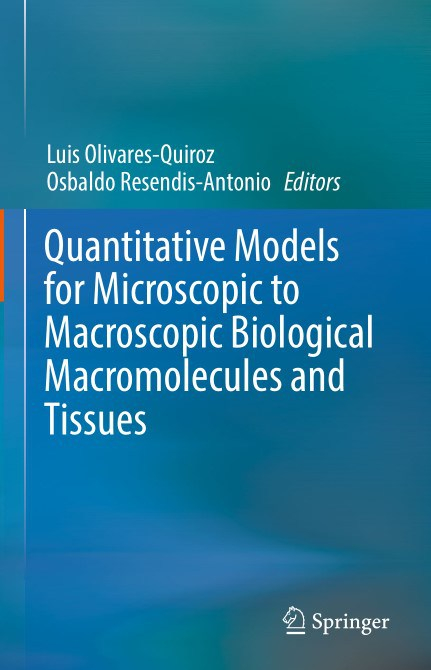 Luis Olivares-Quiroz
Osbaldo Resendis-Antonio Editors
Quantitative Models
for Microscopic to
Macroscopic Biological
Macromolecules and
Tissues
Springer